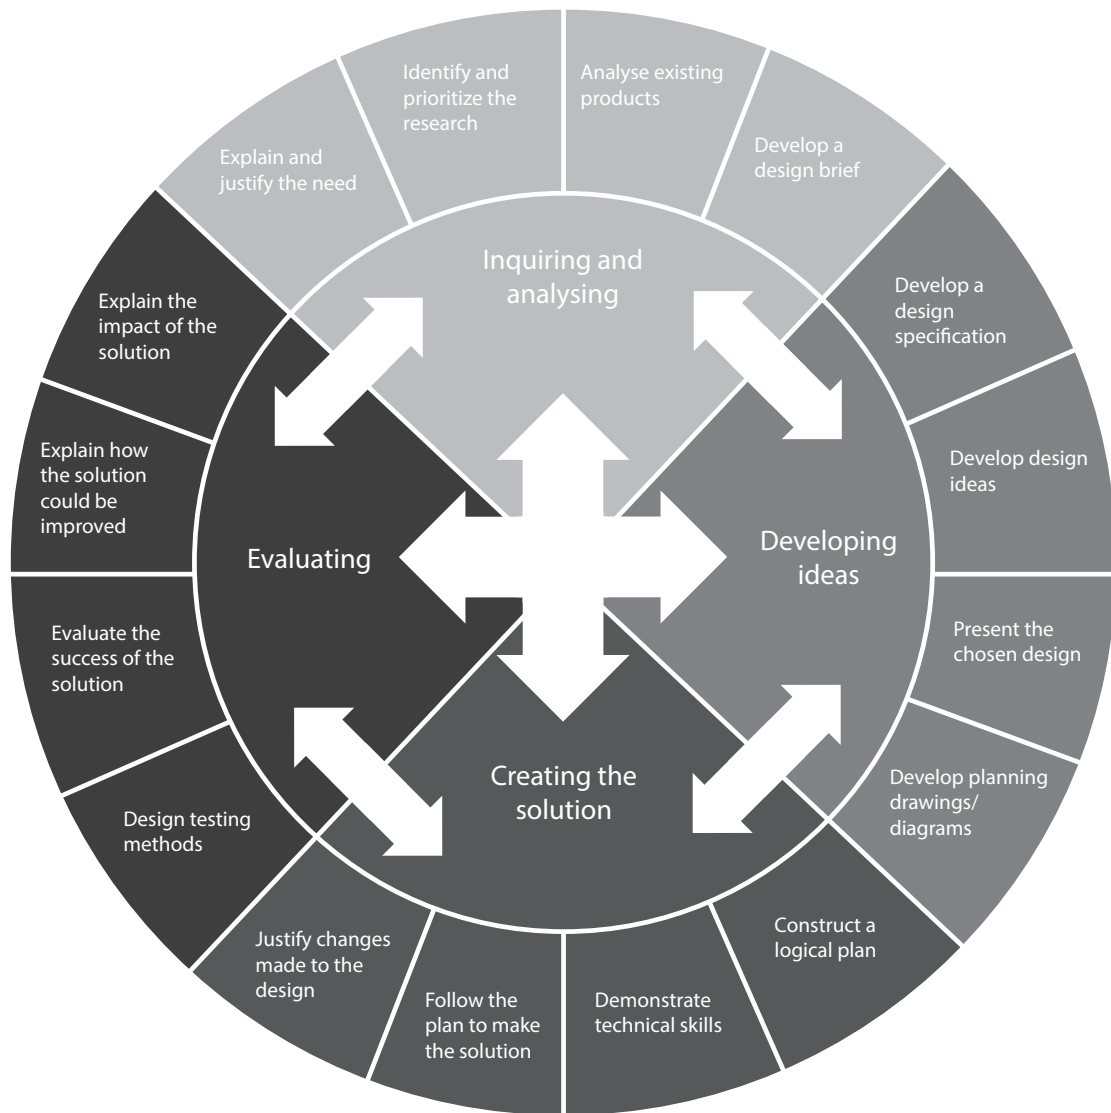 Explain and
justify the need
Identify and
prioritize the
research
Analyse existing
products
Develop a
design brief
Inquiring and
analysing
Develop a
design
specification
Develop design
ideas
Present the
chosen design
Develop planning
drawings/
diagrams
Developing
ideas
Construct a
logical plan
Demonstrate
technical skills
Follow the
plan to make
the solution
Justify changes
made to the
design
Creating the
solution
Design testing
methods
Evaluate the
success of the
solution
Explain how
the solution
could be
improved
Explain the
impact of the
solution
Evaluating